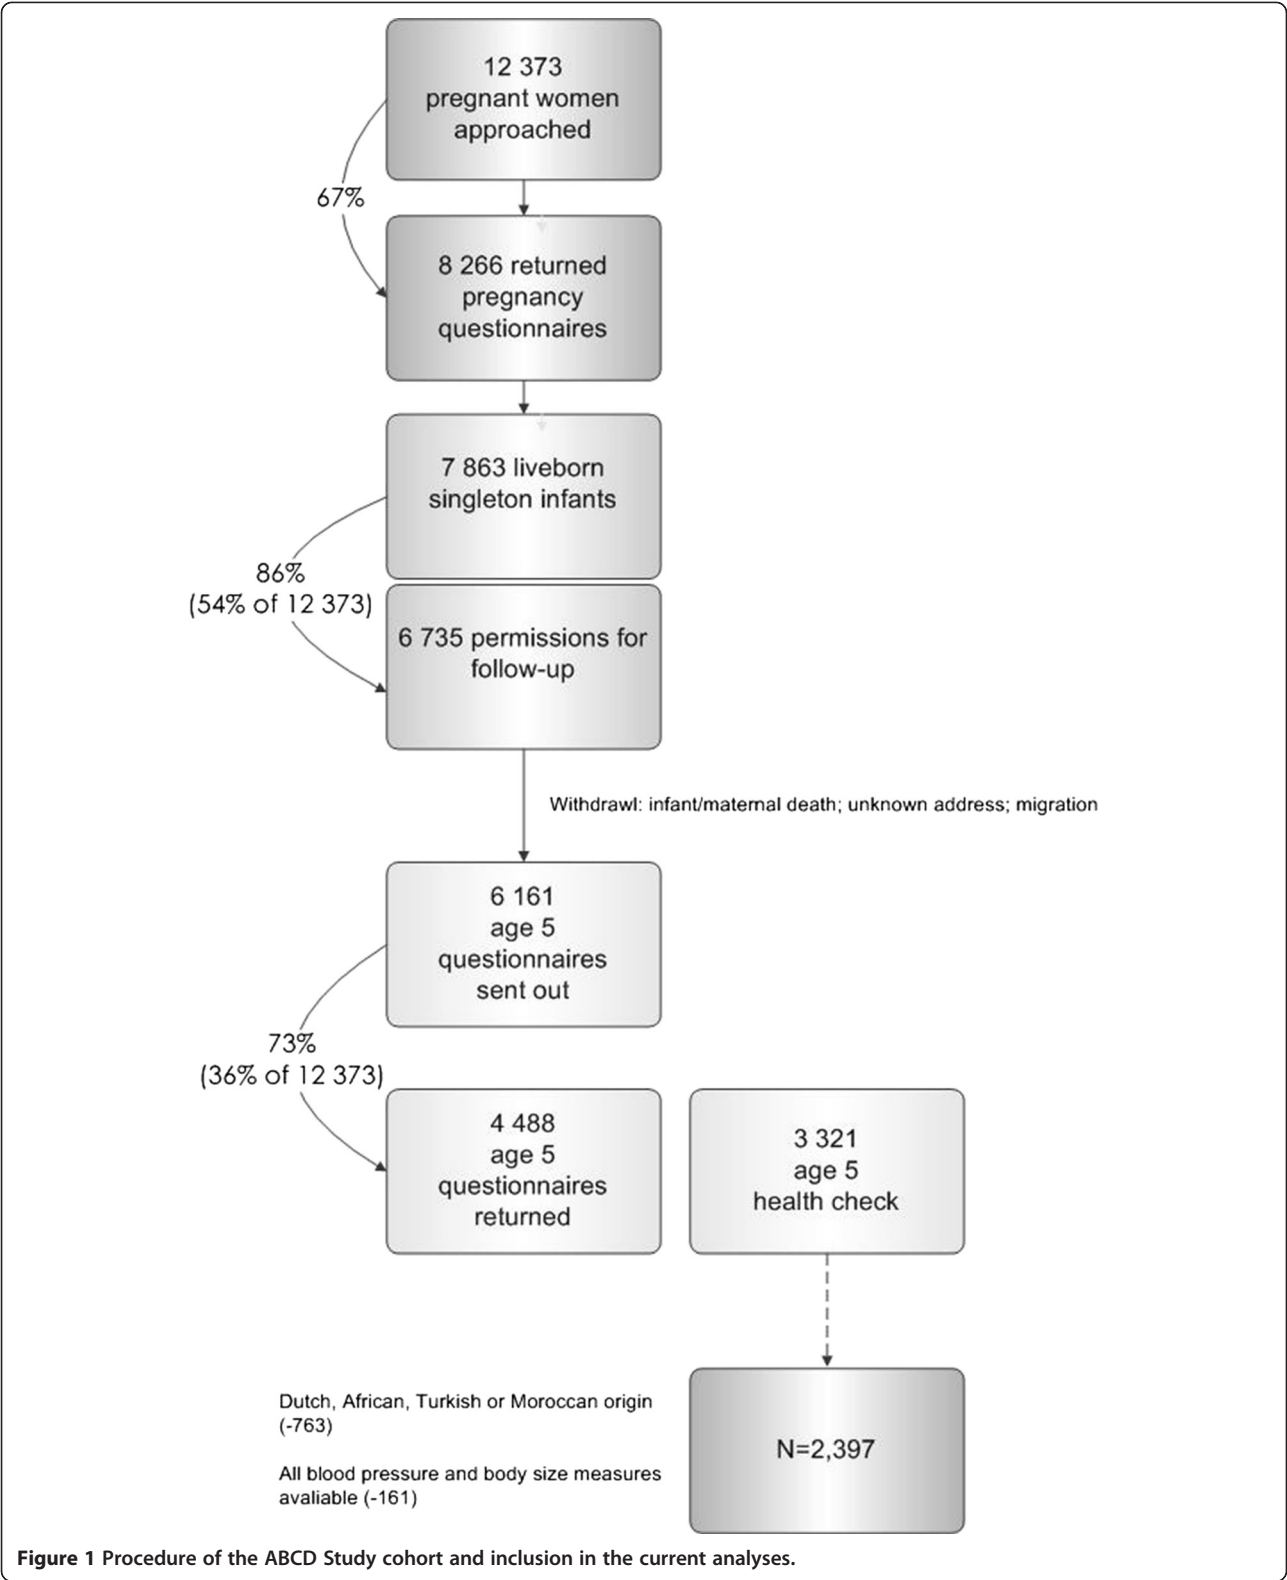 12 373
pregnant women
approached
67%
8 266 returned
pregnancy
questionnaires
7 863 liveborn
singleton infants
86%
(54% of 12 373)
6 735 permissions for
follow-up
Withdrawl: infant/maternal death; unknown address; migration
6 161
age 5
questionnaires
sent out
73%
(36% of 12 373)
4 488
age 5
questionnaires
returned
3 321
age 5
health check
Dutch, African, Turkish or Moroccan origin
(-763)
All blood pressure and body size measures
avaliable (-161)
N=2,397
Figure 1 Procedure of the ABCD Study cohort and inclusion in the current analyses.